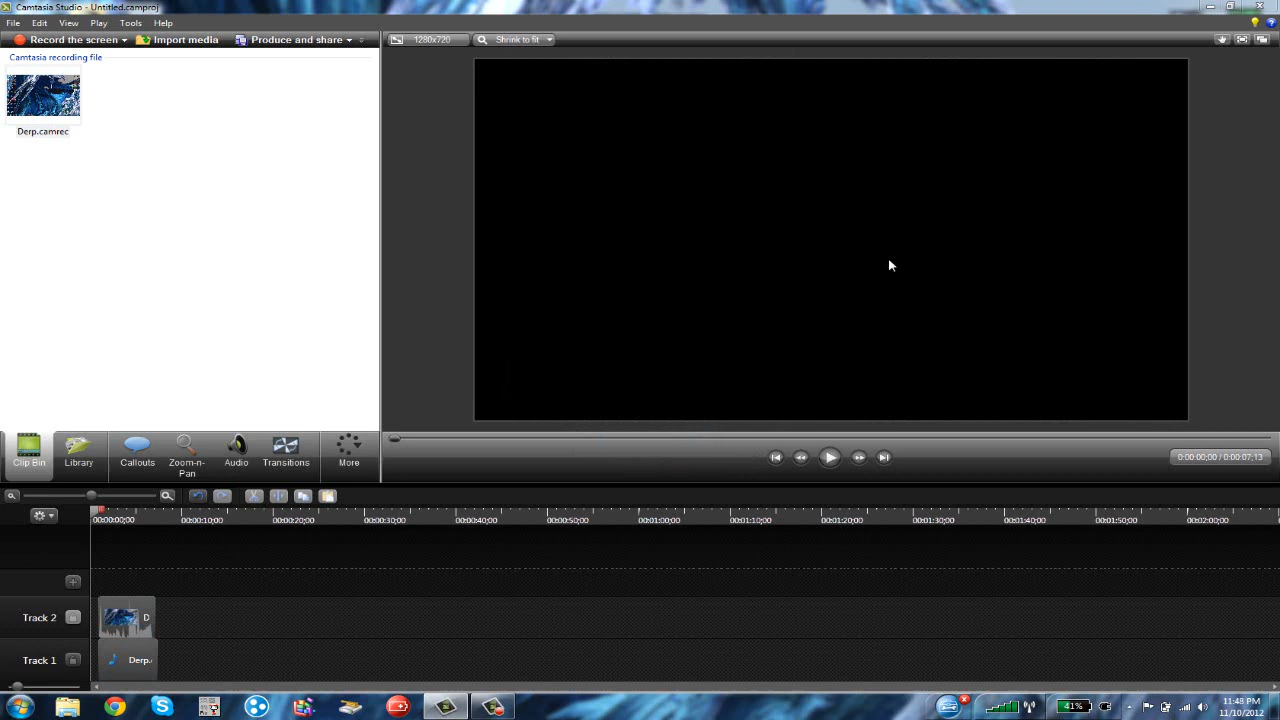 Camtasia Studio - Untitled.camproj
File Edit View Play Tools Help
Record the screen Import media Produce and share
1280x720 Shrink to fit
Camtasia recording file
Derp.camrec
Clip Bin Library Callouts Zoom-n-Pan Audio Transitions More
0:00:00;00 / 0:00:07;13
00:00:00;00 00:00:10;00 00:00:20;00 00:00:30;00 00:00:40;00 00:00:50;00 00:01:00;00 00:01:10;00 00:01:20;00 00:01:30;00 00:01:40;00 00:01:50;00 00:02:00;00
Track 2 D
Track 1 Derp.
41% 11:48 PM
11/10/2012